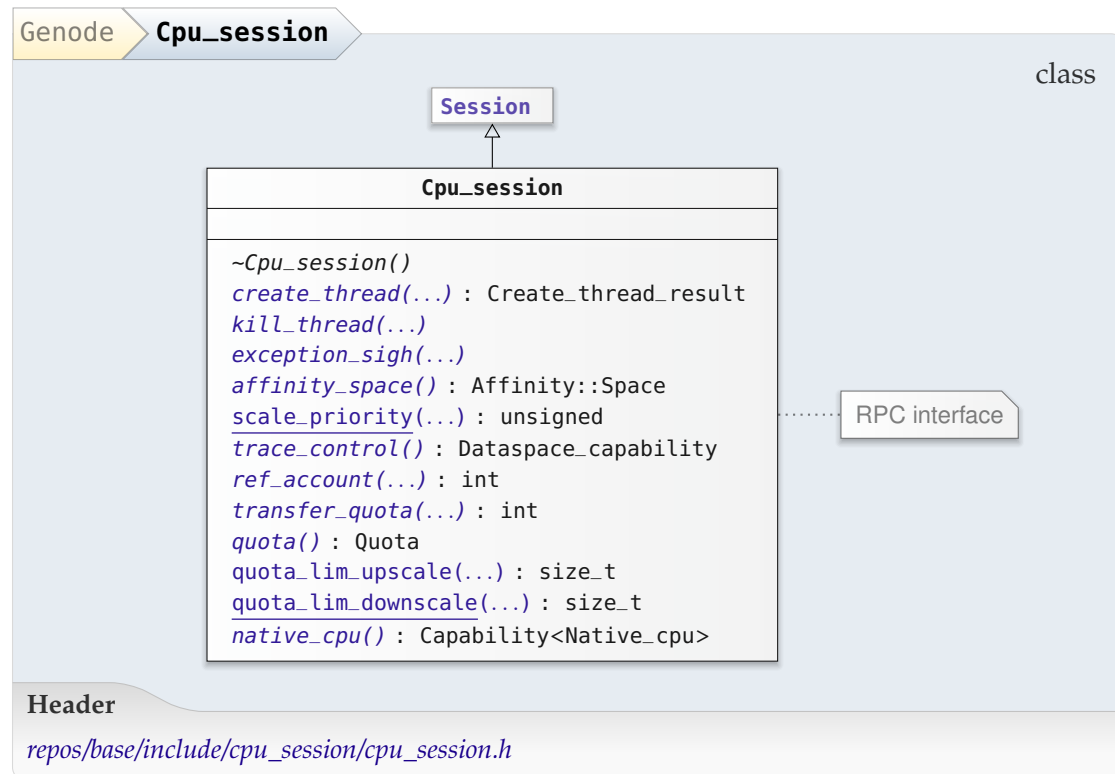 Genode Cpu_session
class
Session
Cpu_session
~Cpu_session()
create_thread(...) : Create_thread_result
kill_thread(...)
exception_sigh(...)
affinity_space() : Affinity::Space
scale_priority(...) : unsigned
RPC interface
trace_control() : Dataspace_capability
ref_account(...) : int
transfer_quota(...) : int
quota() : Quota
quota_lim_upscale(...) : size_t
quota_lim_downscale(...) : size_t
native_cpu() : Capability<Native_cpu>
Header
repos/base/include/cpu_session/cpu_session.h